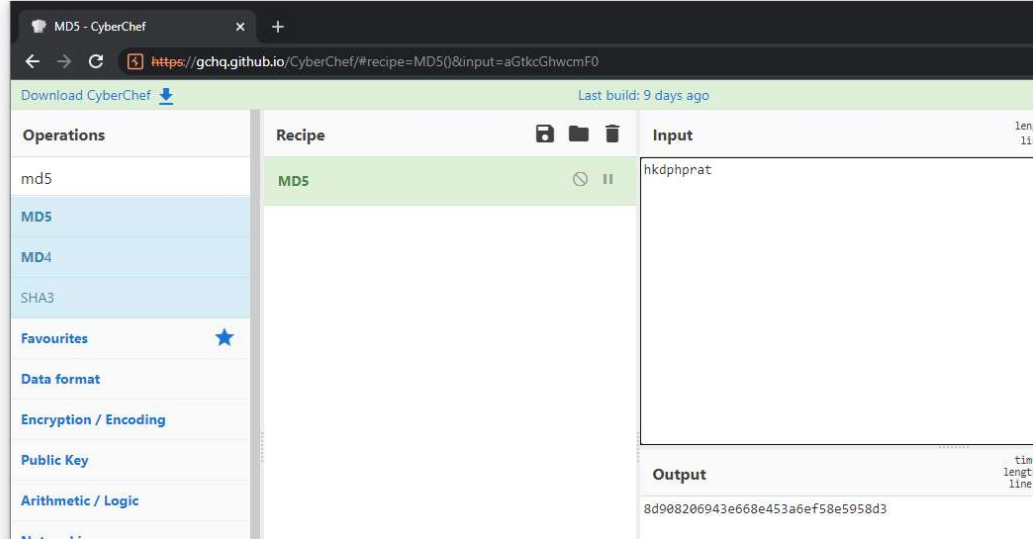 MD5 - CyberChef
https://gchq.github.io/CyberChef/#recipe=MD5()&input=aGtkcGhwcmF0
Download CyberChef
Last build: 9 days ago
Operations
Recipe
Input
md5
hkdphprat
MD5
MD5
MD4
SHA3
Favourites
Data format
Encryption / Encoding
Public Key
Arithmetic / Logic
Output
8d908206943e668e453a6ef58e5958d3